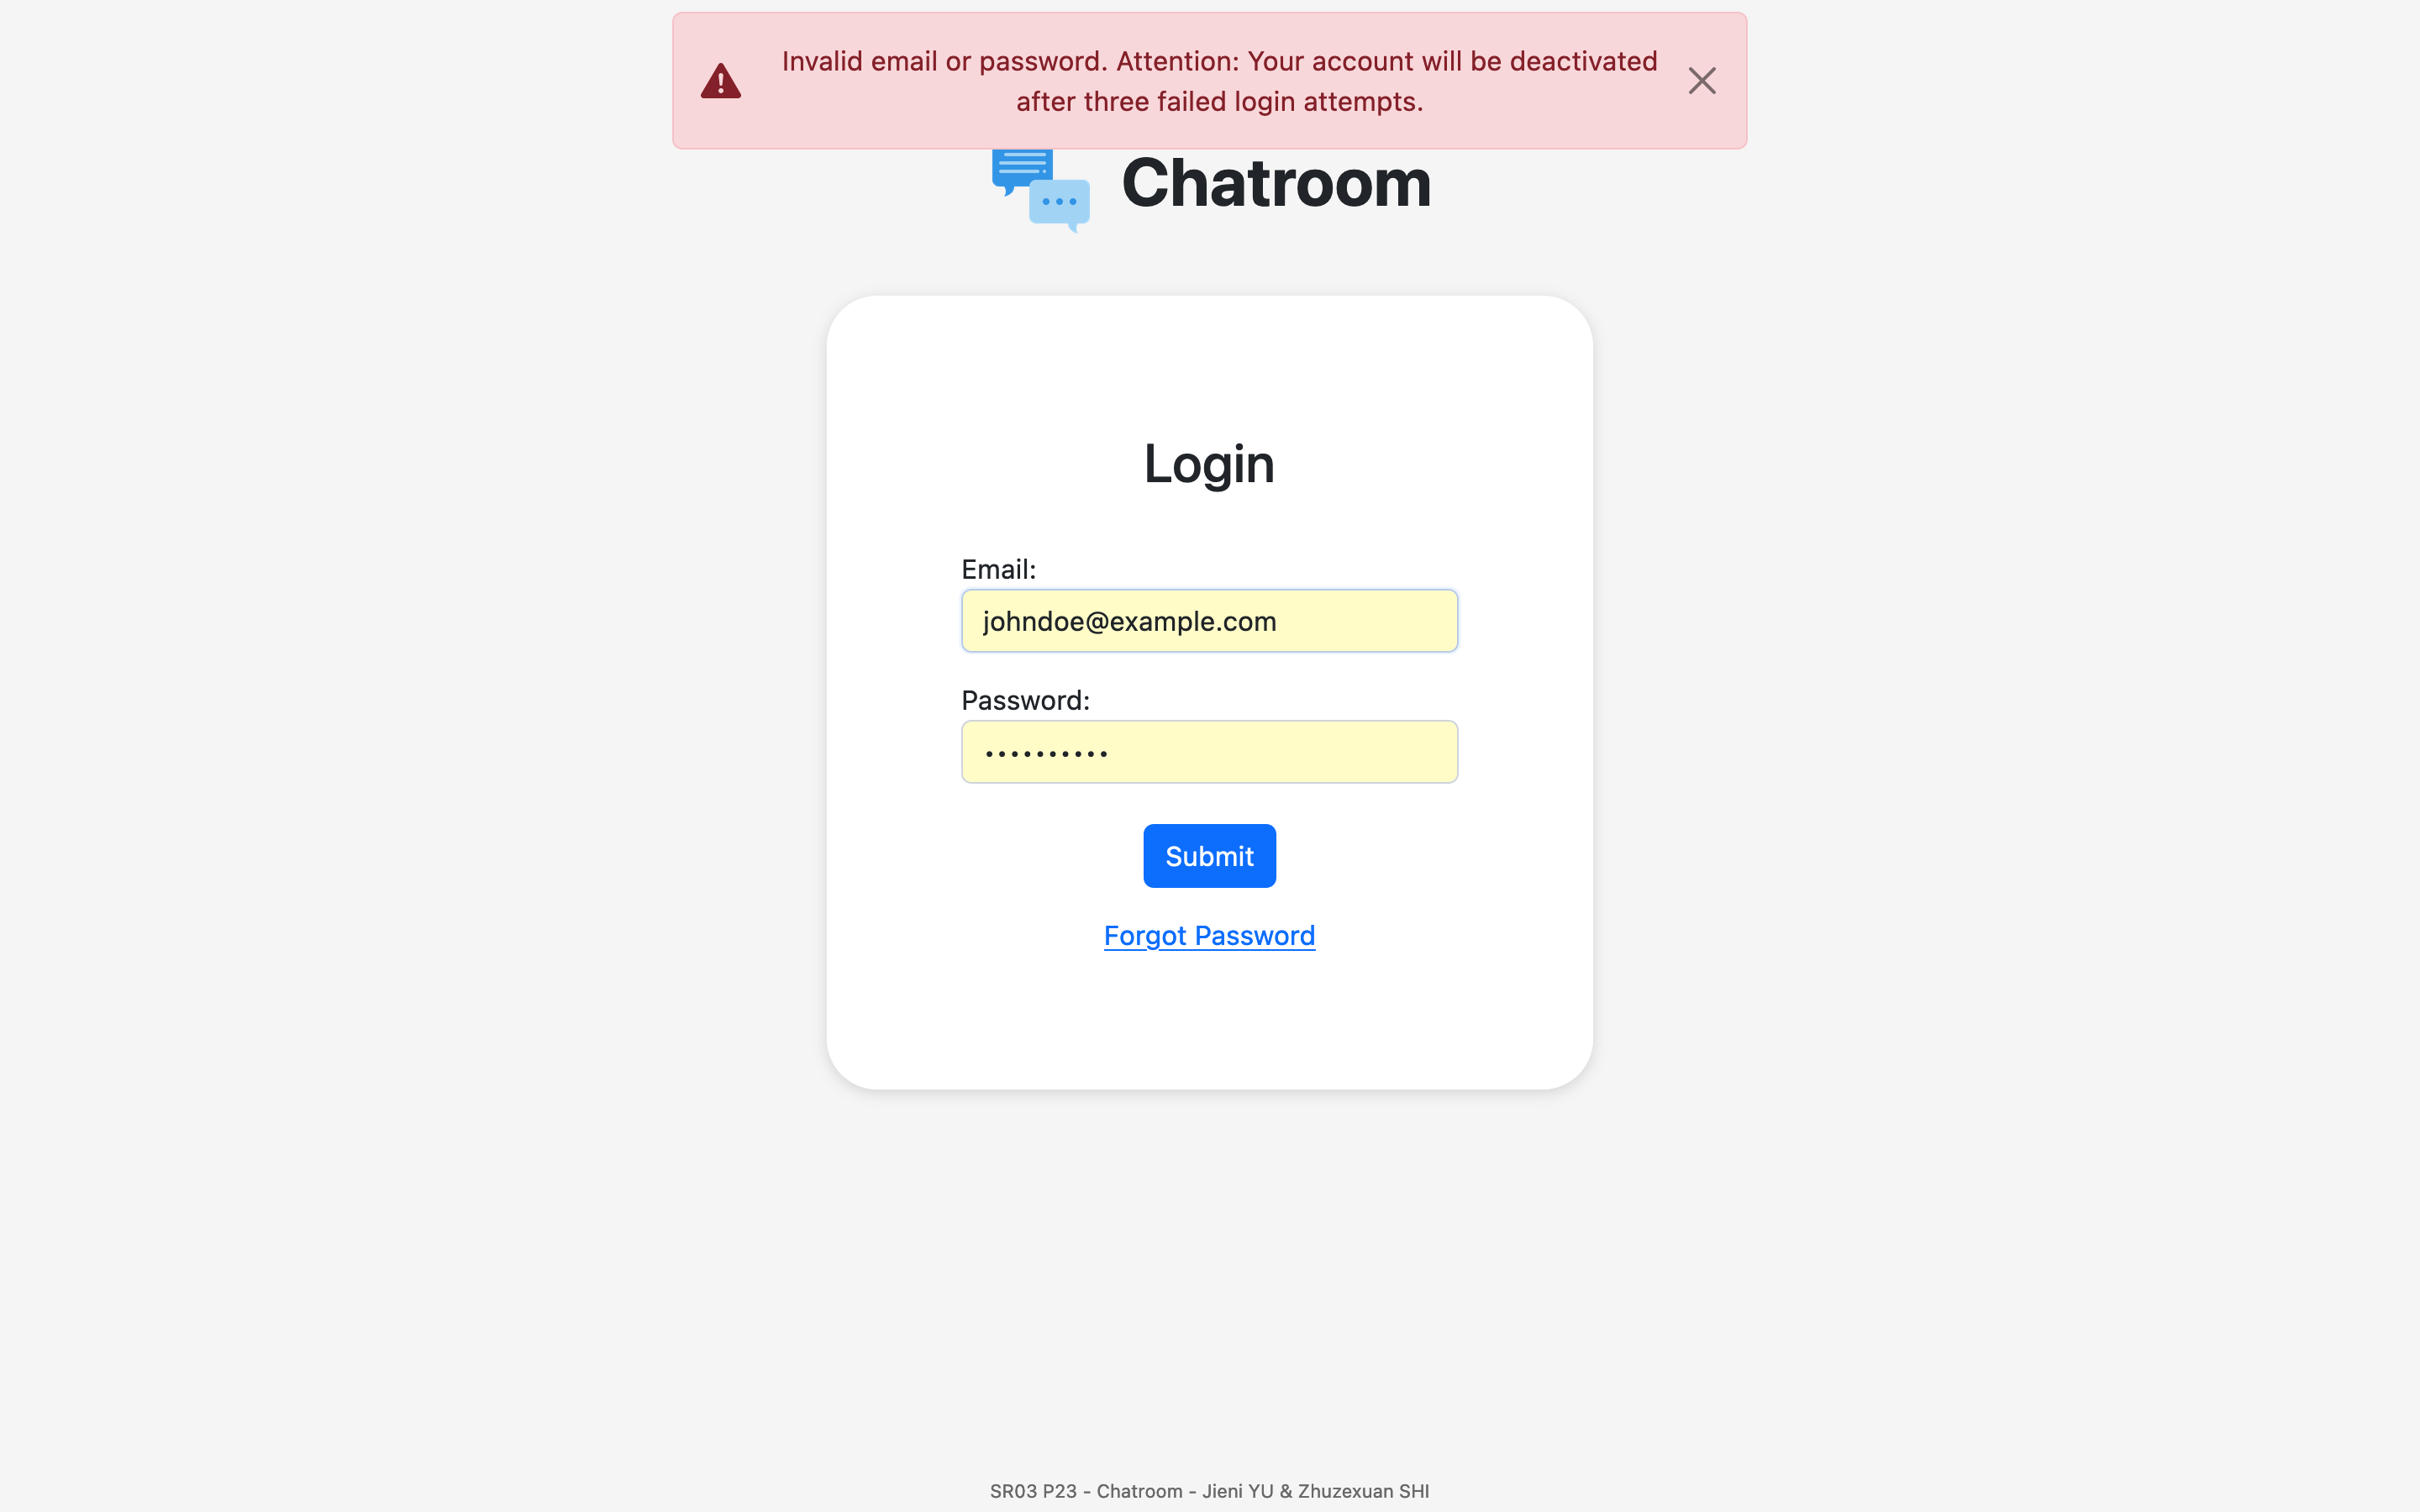 Invalid email or password. Attention: Your account will be deactivated
after three failed login attempts.
Chatroom
Login
Email:
johndoe@example.com
Password:
••••••••••
Submit
Forgot Password
SR03 P23 - Chatroom - Jieni YU & Zhuzexuan SHI